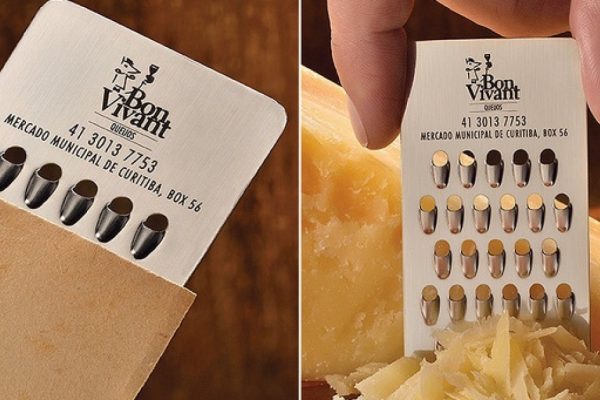 Bon
Vivant
QUEIJOS
41 3013 7753
MERCADO MUNICIPAL DE CURITIBA, BOX 56
Bon
Vivant
QUEIJOS
41 3013 7753
MERCADO MUNICIPAL DE CURITIBA, BOX 56